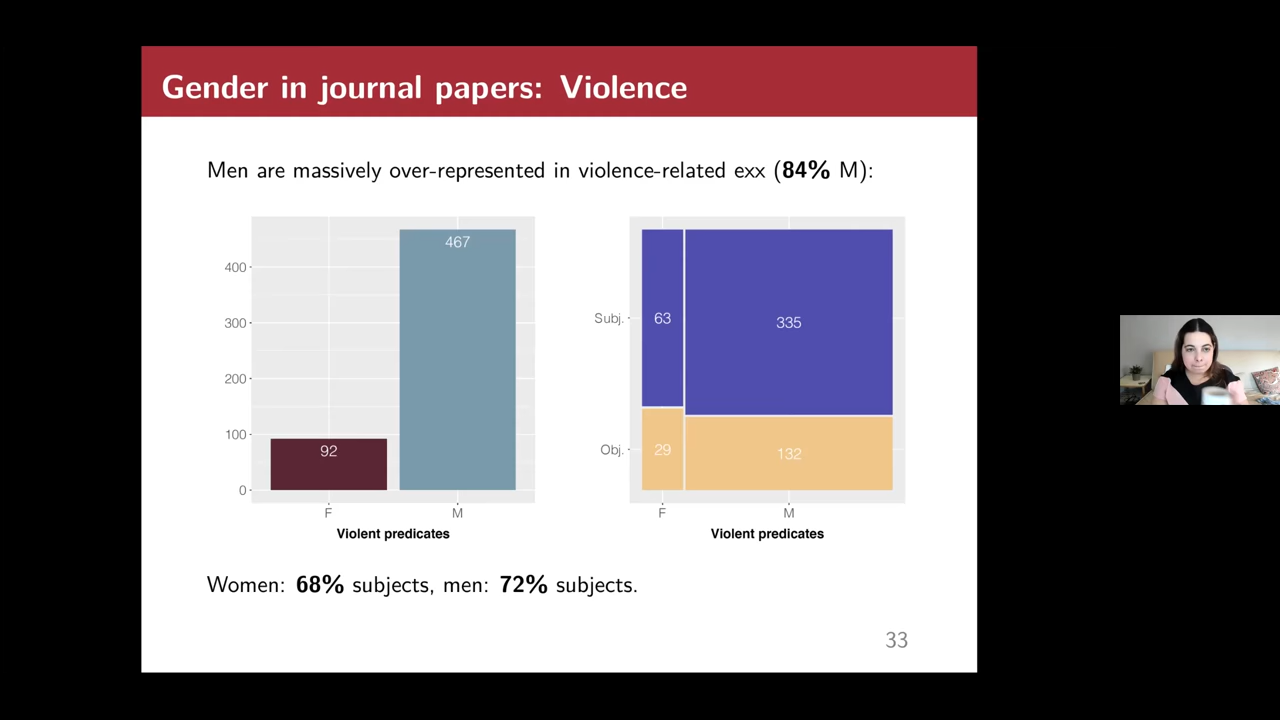 Gender in journal papers: Violence
Men are massively over-represented in violence-related exx (84% M):
467
400
300
200
100
92
0
F
M
Violent predicates
Subj.
63
335
Obj.
29
132
F
M
Violent predicates
Women: 68% subjects, men: 72% subjects.
33